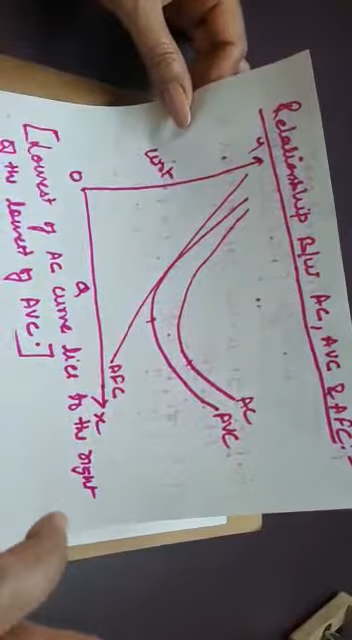 Relationship B/w AC, AVC & AFC:-
Y
cost
AC
AVC
AFC
O
Q
X
[Lowest of AC curve lies to the right
of the lowest of AVC.]